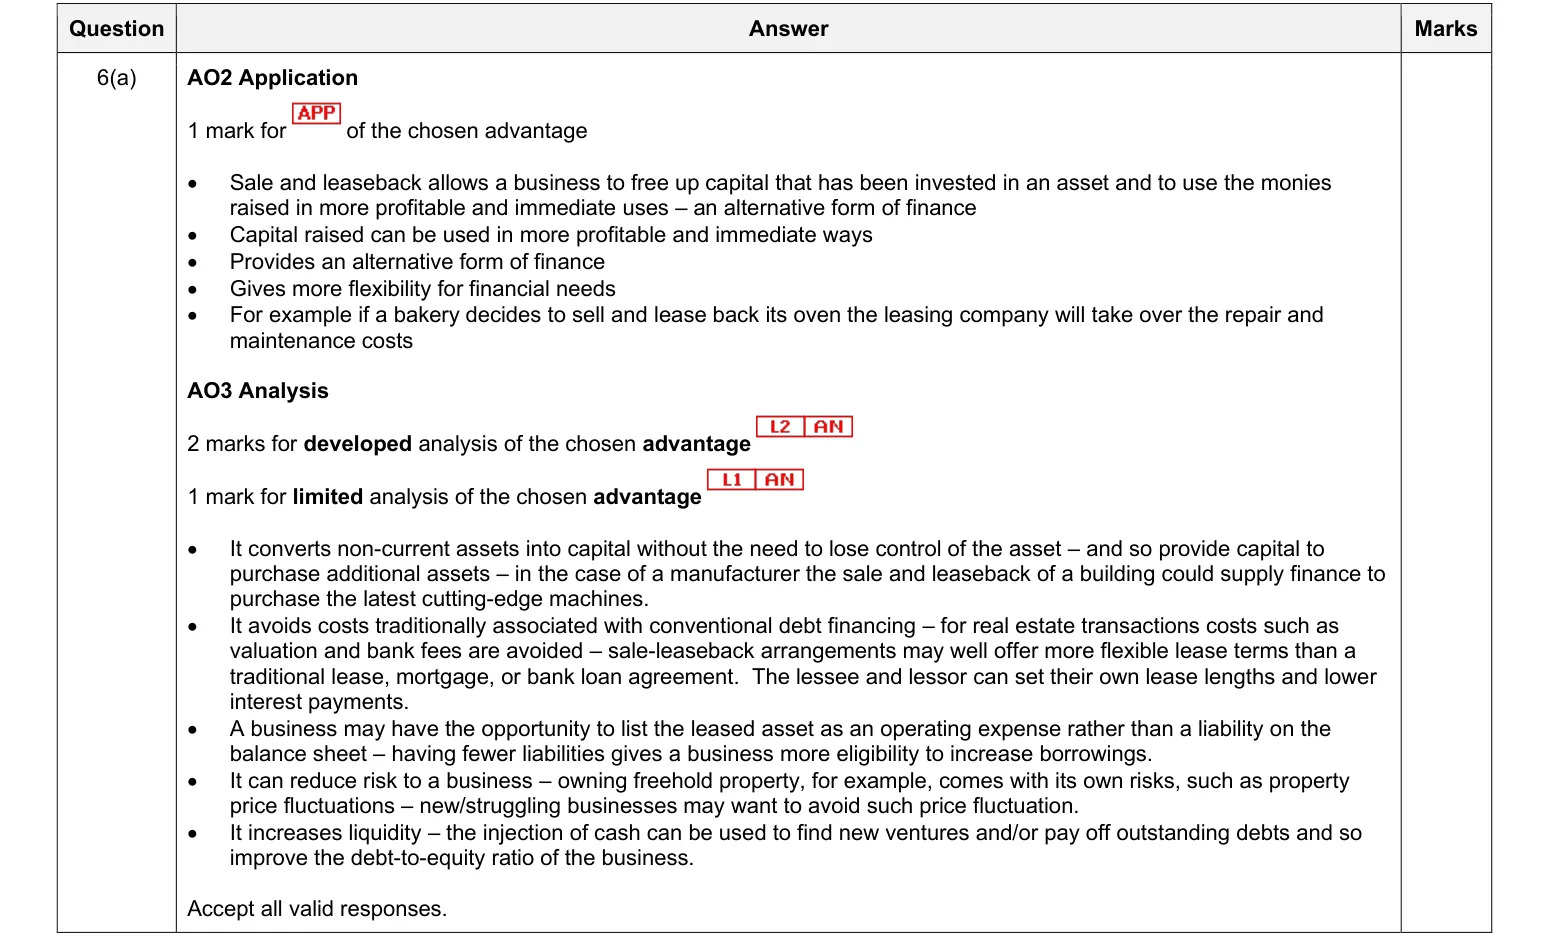 Question Answer Marks
6(a) AO2 Application
1 mark for APP of the chosen advantage
• Sale and leaseback allows a business to free up capital that has been invested in an asset and to use the monies
raised in more profitable and immediate uses – an alternative form of finance
• Capital raised can be used in more profitable and immediate ways
• Provides an alternative form of finance
• Gives more flexibility for financial needs
• For example if a bakery decides to sell and lease back its oven the leasing company will take over the repair and
maintenance costs
AO3 Analysis
2 marks for developed analysis of the chosen advantage L2 AN
1 mark for limited analysis of the chosen advantage L1 AN
• It converts non-current assets into capital without the need to lose control of the asset – and so provide capital to
purchase additional assets – in the case of a manufacturer the sale and leaseback of a building could supply finance to
purchase the latest cutting-edge machines.
• It avoids costs traditionally associated with conventional debt financing – for real estate transactions costs such as
valuation and bank fees are avoided – sale-leaseback arrangements may well offer more flexible lease terms than a
traditional lease, mortgage, or bank loan agreement. The lessee and lessor can set their own lease lengths and lower
interest payments.
• A business may have the opportunity to list the leased asset as an operating expense rather than a liability on the
balance sheet – having fewer liabilities gives a business more eligibility to increase borrowings.
• It can reduce risk to a business – owning freehold property, for example, comes with its own risks, such as property
price fluctuations – new/struggling businesses may want to avoid such price fluctuation.
• It increases liquidity – the injection of cash can be used to find new ventures and/or pay off outstanding debts and so
improve the debt-to-equity ratio of the business.
Accept all valid responses.